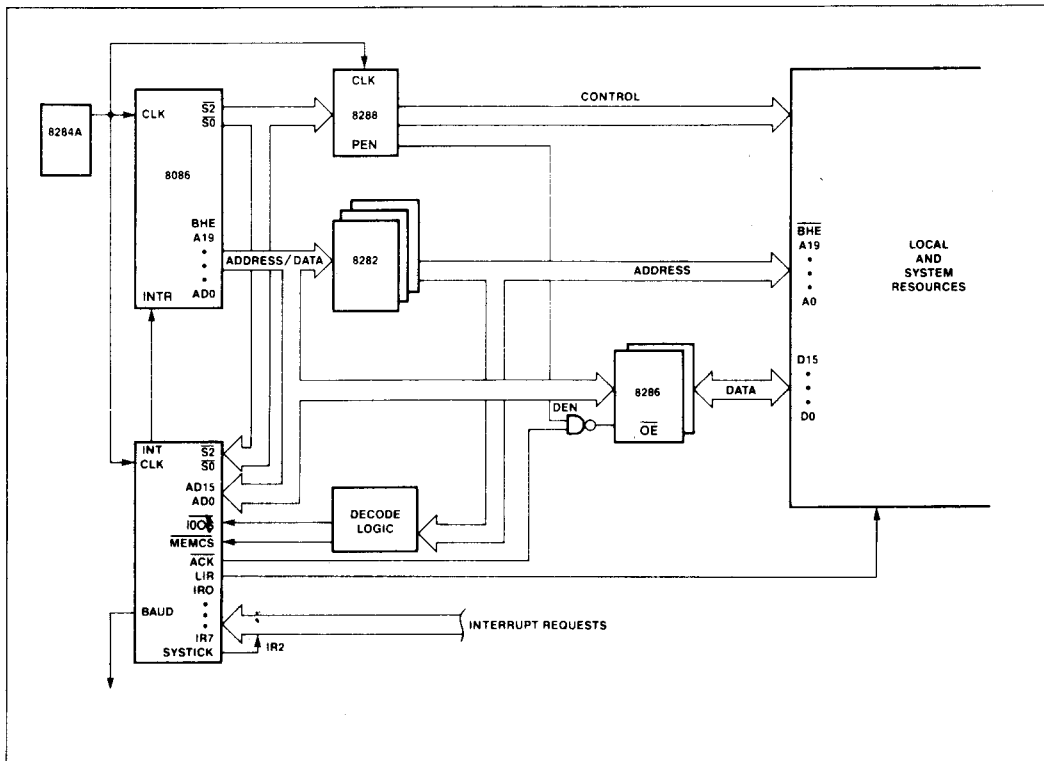 8284A
CLK
S2
S0
8086
BHE
A19
AD0
INTR
CLK
8288
PEN
CONTROL
ADDRESS/DATA
8282
ADDRESS
BHE
A19
A0
D15
D0
LOCAL
AND
SYSTEM
RESOURCES
8286
OE
DATA
DEN
INT
CLK
S2
S0
AD15
AD0
MEMCS
ACK
LIR
IR0
BAUD
IR7
SYSTICK
DECODE
LOGIC
IR2
INTERRUPT REQUESTS